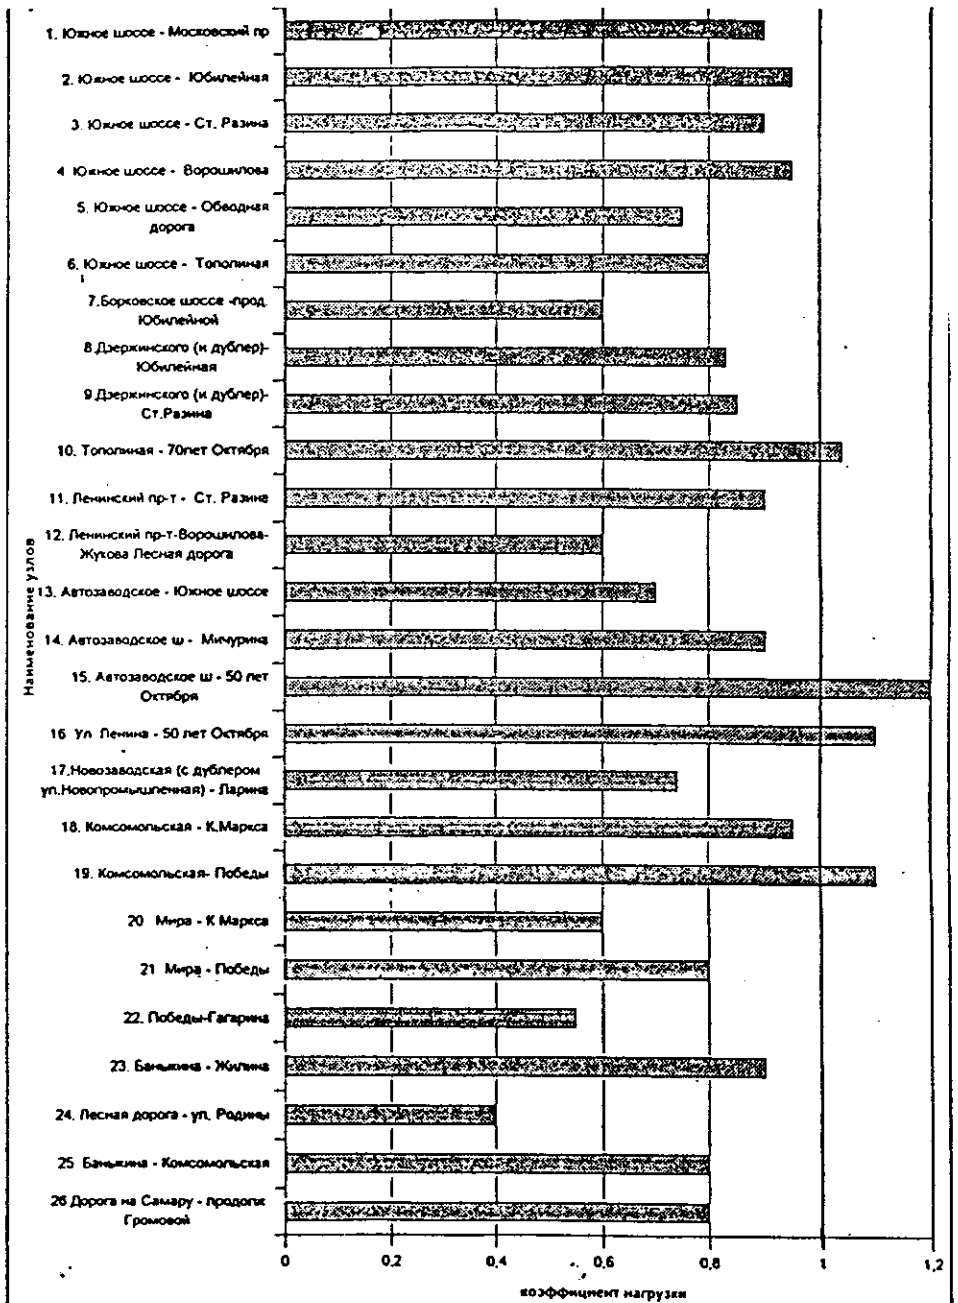 1. Южное шоссе - Московский пр
2. Южное шоссе - Юбилейная
3. Южное шоссе - Ст. Разина
4 Южное шоссе - Ворошилова
5. Южное шоссе - Обводная
дорога
6. Южное шоссе - Тополиная
7.Борковское шоссе -прод.
Юбилейной
8.Дзержинского (и дублер)-
Юбилейная
9.Дзержинского (и дублер)-
Ст.Разина
10. Тополиная - 70лет Октября
11. Ленинский пр-т - Ст. Разина
12. Ленинский пр-т-Ворошилова-
Жукова Лесная дорога
13. Автозаводское - Южное шоссе
14. Автозаводское ш - Мичурина
15. Автозаводское ш - 50 лет
Октября
16 Ул Ленина - 50 лет Октября
17.Новозаводская (с дублером
ул.Новопромышленная) - Ларина
18. Комсомольская - К.Маркса
19. Комсомольская- Победы
20 Мира - К Маркса
21 Мира - Победы
22. Победы-Гагарина
23. Баныкина - Жилина
24. Лесная дорога - ул. Родины
25 Баныкина - Комсомольская
26 Дорога на Самару - продолж
Громовой
Наименование узлов
0 0,2 0,4 0,6 0,8 1 1,2
коэффициент нагрузки